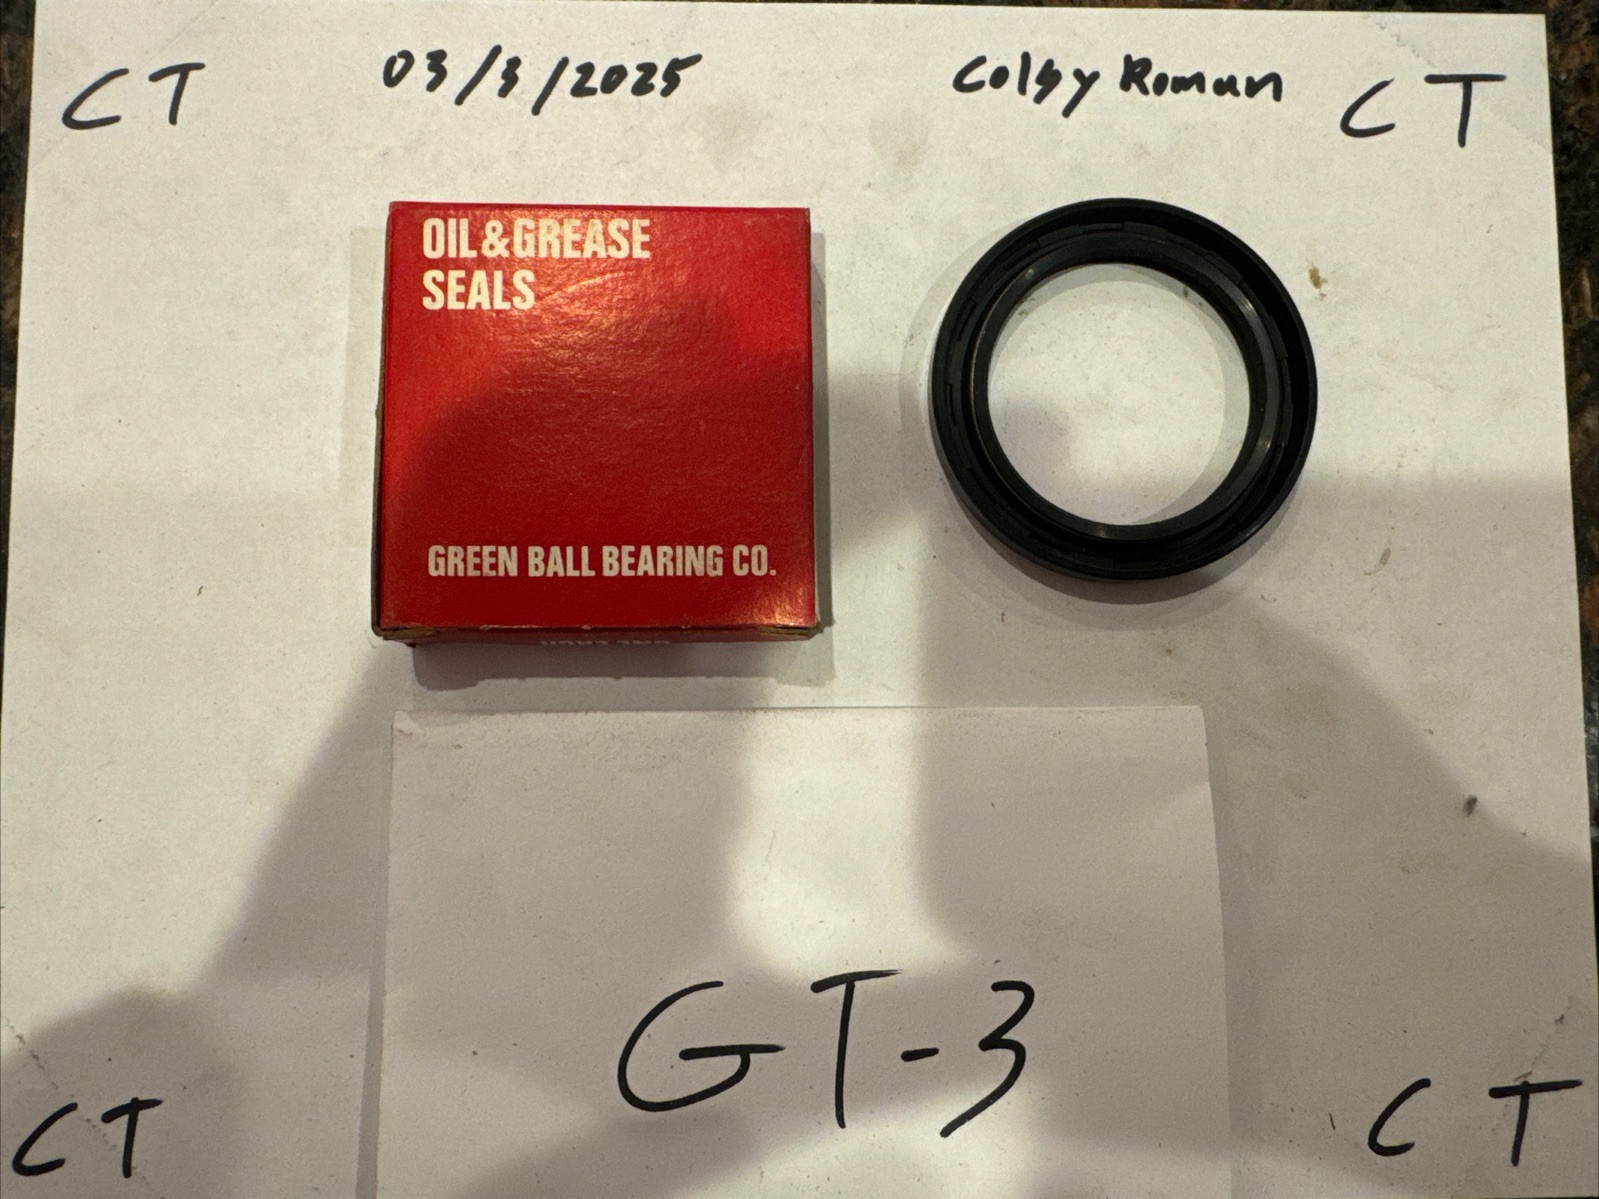 CT 03/3/2025 Colby Roman CT
OIL & GREASE
SEALS
GREEN BALL BEARING CO.
GT-3
CT CT